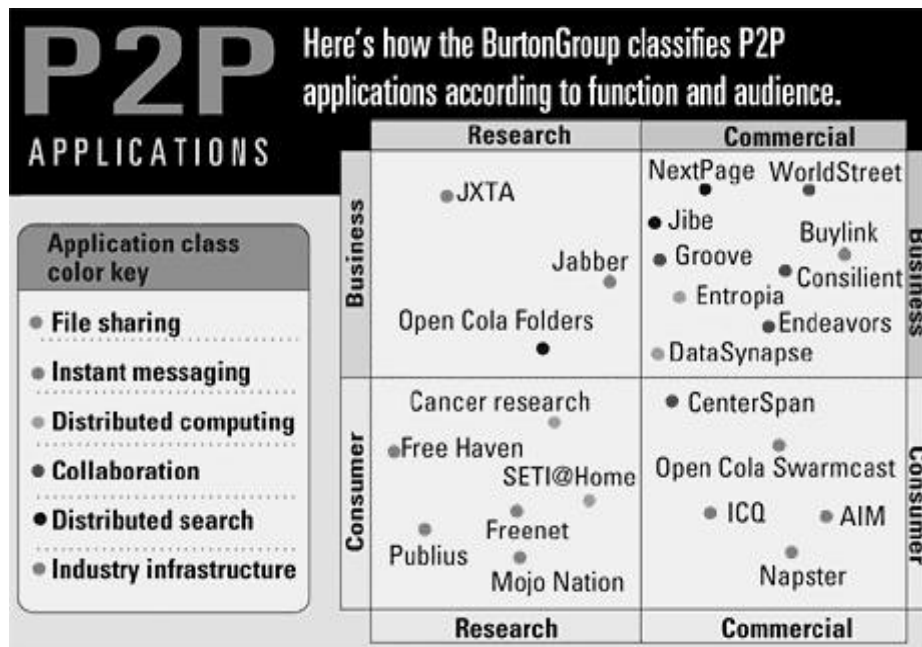 P2P
APPLICATIONS
Here's how the BurtonGroup classifies P2P
applications according to function and audience.
Research
Commercial
Application class
color key
File sharing
Instant messaging
Distributed computing
Collaboration
Distributed search
Industry infrastructure
Business
JXTA
Jabber
Open Cola Folders
NextPage
WorldStreet
Jibe
Buylink
Groove
Consilient
Entropia
Endeavors
DataSynapse
Business
Consumer
Cancer research
Free Haven
SETI@Home
Freenet
Publius
Mojo Nation
CenterSpan
Open Cola Swarmcast
ICQ
AIM
Napster
Consumer
Research
Commercial